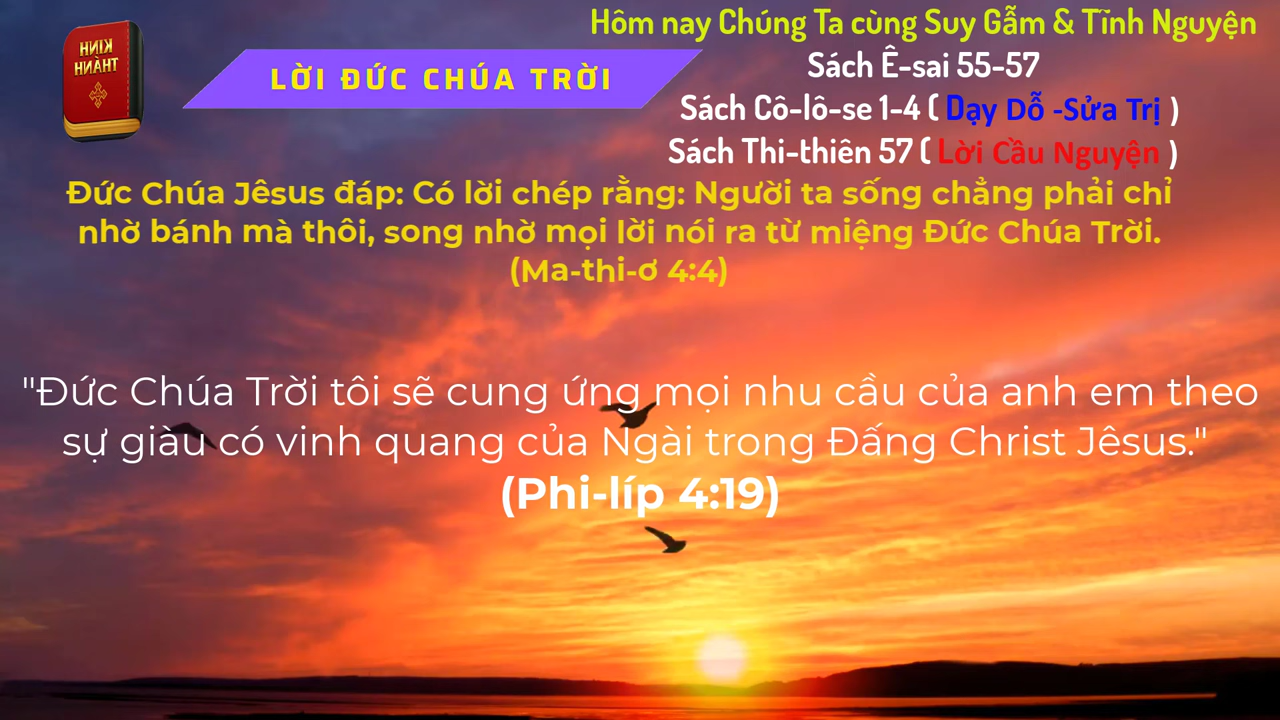 Hôm nay Chúng Ta cùng Suy Gẫm & Tĩnh Nguyện
KINH
THÁNH
LỜI ĐỨC CHÚA TRỜI
Sách Ê-sai 55-57
Sách Cô-lô-se 1-4 ( Dạy Dỗ -Sửa Trị )
Sách Thi-thiên 57 ( Lời Cầu Nguyện )
Đức Chúa Jêsus đáp: Có lời chép rằng: Người ta sống chẳng phải chỉ
nhờ bánh mà thôi, song nhờ mọi lời nói ra từ miệng Đức Chúa Trời.
(Ma-thi-ơ 4:4)
"Đức Chúa Trời tôi sẽ cung ứng mọi nhu cầu của anh em theo
sự giàu có vinh quang của Ngài trong Đấng Christ Jêsus."
(Phi-líp 4:19)